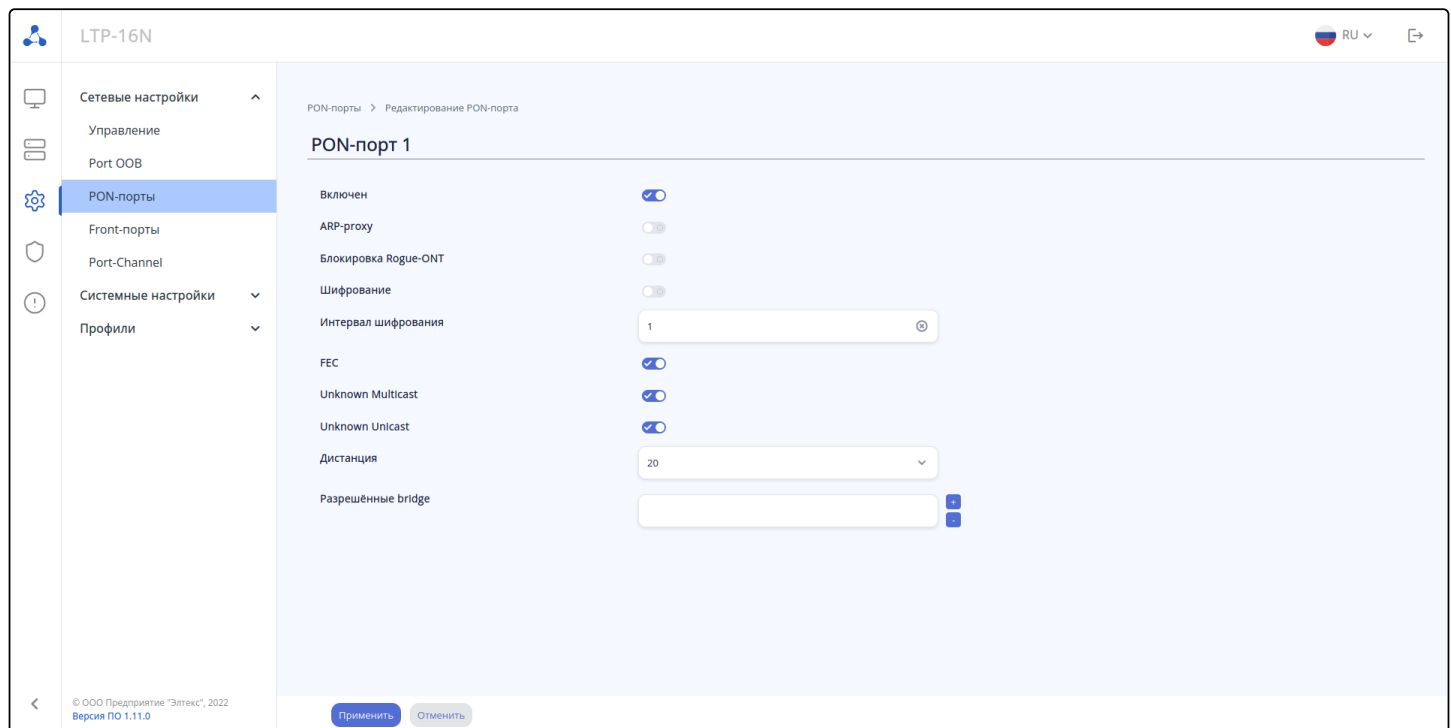 LTP-16N
RU
Сетевые настройки
Управление
Port OOB
PON-порты
Front-порты
Port-Channel
Системные настройки
Профили
PON-порты > Редактирование PON-порта
PON-порт 1
Включен
ARP-proxy
Блокировка Rogue-ONT
Шифрование
Интервал шифрования
1
FEC
Unknown Multicast
Unknown Unicast
Дистанция
20
Разрешённые bridge
+
-
© ООО Предприятие "Элтекс", 2022
Версия ПО 1.11.0
Применить
Отменить